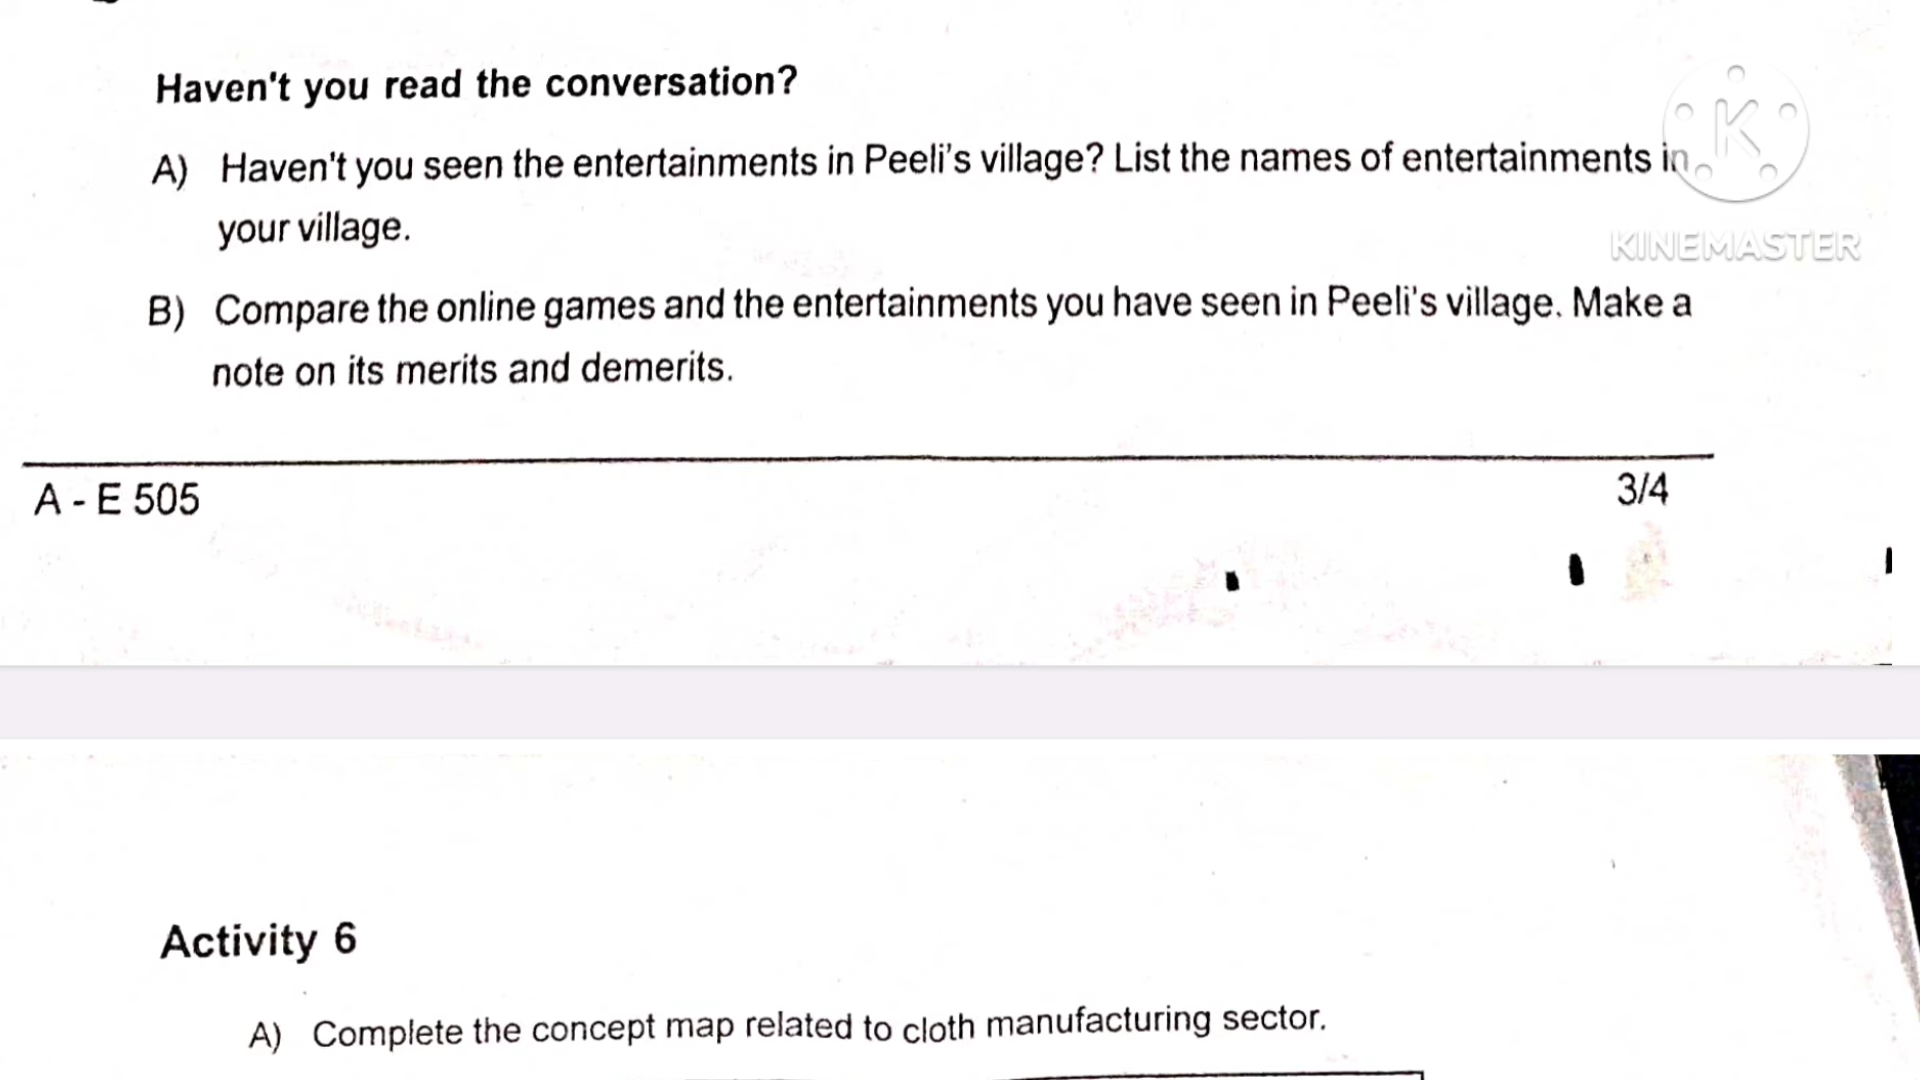 Haven't you read the conversation?
A) Haven't you seen the entertainments in Peeli's village? List the names of entertainments in
your village.
K
KINEMASTER
B) Compare the online games and the entertainments you have seen in Peeli's village. Make a
note on its merits and demerits.
A - E 505
3/4
Activity 6
A) Complete the concept map related to cloth manufacturing sector.